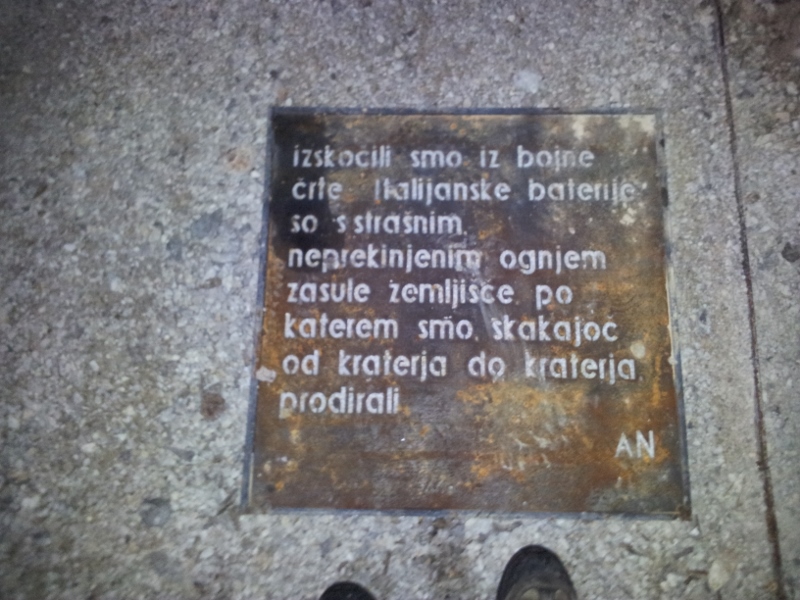 izskočili smo iz bojne
črte. Italijanske baterije
so s strašnim,
neprekinjenim ognjem
zasule zemljišče, po
katerem smo, skakajoč
od kraterja do kraterja,
prodirali
AN